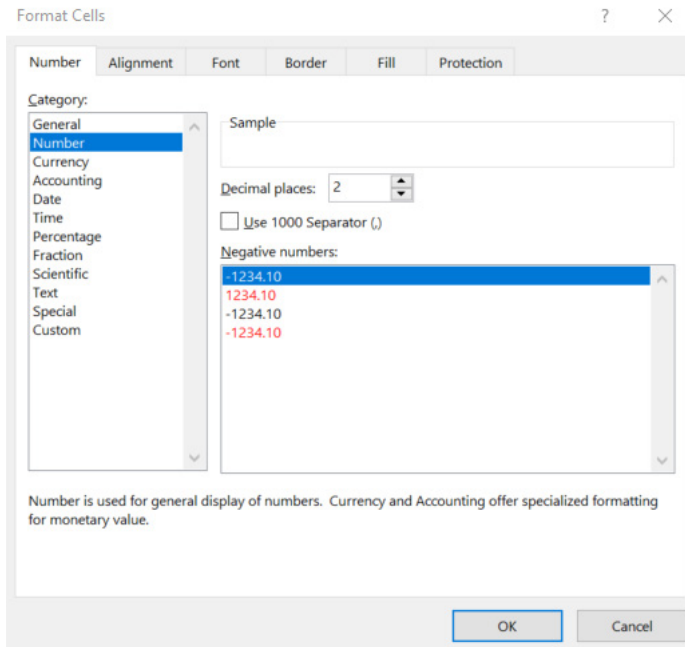 Format Cells
Number Alignment Font Border Fill Protection
Category:
General
Number
Currency
Accounting
Date
Time
Percentage
Fraction
Scientific
Text
Special
Custom
Sample
Decimal places: 2
Use 1000 Separator (,)
Negative numbers:
-1234.10
1234.10
-1234.10
-1234.10
Number is used for general display of numbers. Currency and Accounting offer specialized formatting
for monetary value.
OK Cancel